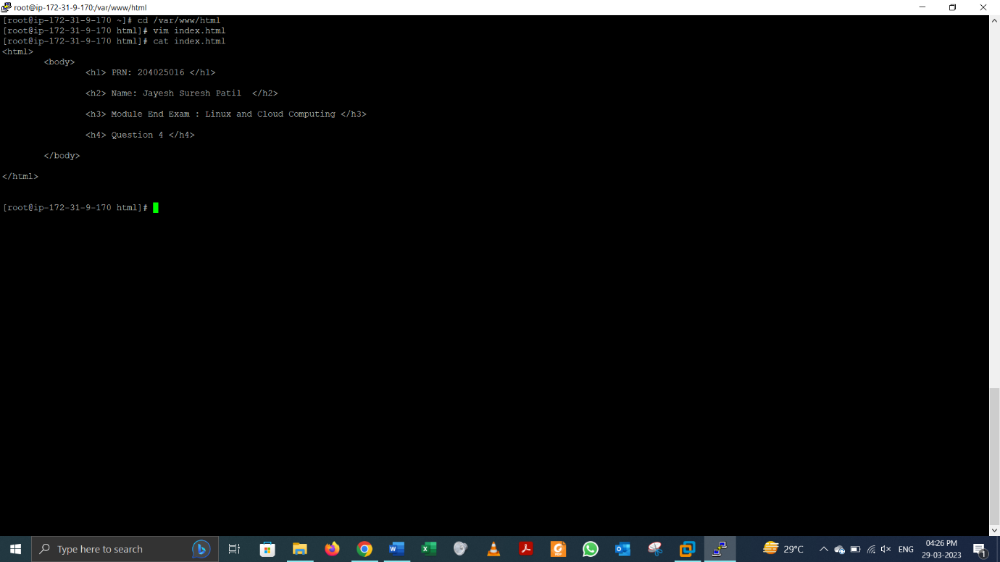 root@ip-172-31-9-170:/var/www/html
[root@ip-172-31-9-170 ~]# cd /var/www/html
[root@ip-172-31-9-170 html]# vim index.html
[root@ip-172-31-9-170 html]# cat index.html
<html>
<body>
<h1> PRN: 204025016 </h1>
<h2> Name: Jayesh Suresh Patil  </h2>
<h3> Module End Exam : Linux and Cloud Computing </h3>
<h4> Question 4 </h4>
</body>
</html>
[root@ip-172-31-9-170 html]#
Type here to search
29°C
ENG
04:26 PM
29-03-2023
1